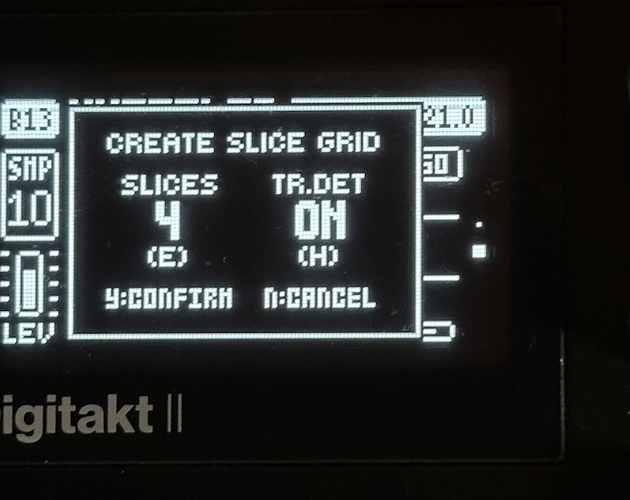 B13
21.0
CREATE SLICE GRID
SMP
SLICES TR.DET
10
4 ON
(E) (H)
Y:CONFIRM N:CANCEL
LEV
igitakt II